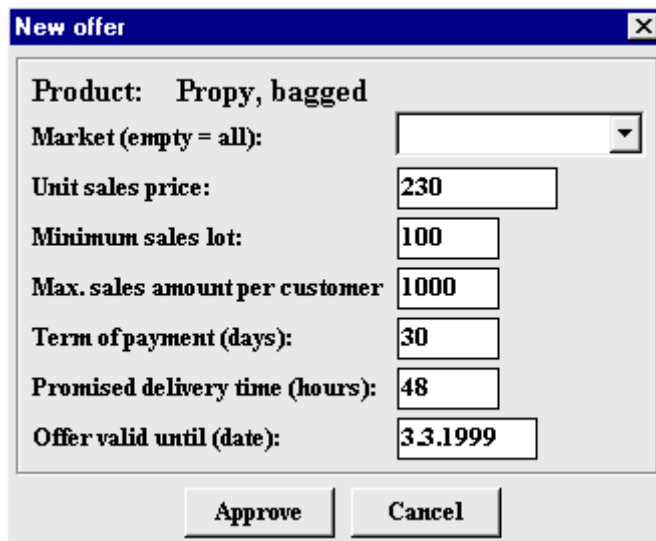 New offer
Product: Propy, bagged
Market (empty = all):
Unit sales price: 230
Minimum sales lot: 100
Max. sales amount per customer 1000
Term of payment (days): 30
Promised delivery time (hours): 48
Offer valid until (date): 3.3.1999
Approve Cancel